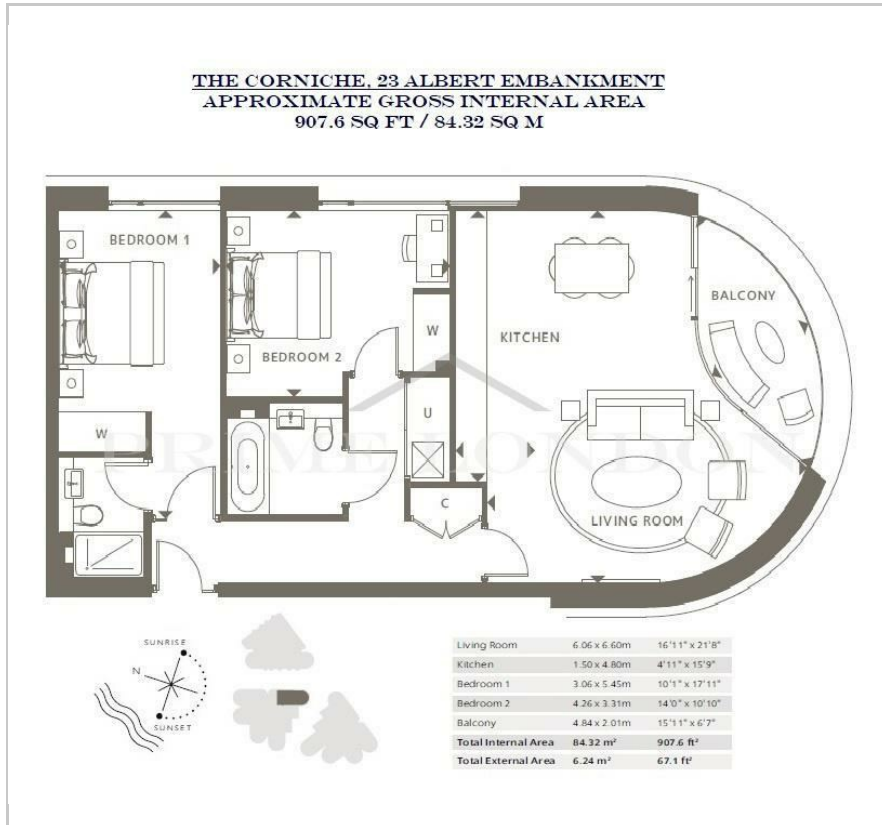 THE CORNICHE, 23 ALBERT EMBANKMENT
APPROXIMATE GROSS INTERNAL AREA
907.6 SQ FT / 84.32 SQ M
BEDROOM 1
BEDROOM 2
W
W
U
C
KITCHEN
BALCONY
LIVING ROOM
PRIME LONDON
SUNRISE
N
SUNSET
Living Room 6.06 x 6.60m 16'11" x 21'8"
Kitchen 1.50 x 4.80m 4'11" x 15'9"
Bedroom 1 3.06 x 5.45m 10'1" x 17'11"
Bedroom 2 4.26 x 3.31m 14'0" x 10'10"
Balcony 4.84 x 2.01m 15'11" x 6'7"
Total Internal Area 84.32 m² 907.6 ft²
Total External Area 6.24 m² 67.1 ft²